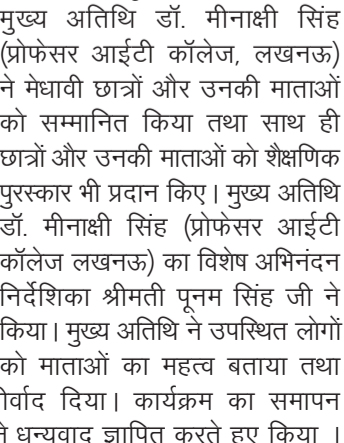 मुख्य अतिथि डॉ. मीनाक्षी सिंह
(प्रोफेसर आईटी कॉलेज, लखनऊ)
ने मेधावी छात्रों और उनकी माताओं
को सम्मानित किया तथा साथ ही
छात्रों और उनकी माताओं को शैक्षणिक
पुरस्कार भी प्रदान किए। मुख्य अतिथि
डॉ. मीनाक्षी सिंह (प्रोफेसर आईटी
कॉलेज लखनऊ) का विशेष अभिनंदन
निर्देशिका श्रीमती पूनम सिंह जी ने
किया। मुख्य अतिथि ने उपस्थित लोगों
को माताओं का महत्व बताया तथा
दिया। कार्यक्रम का समापन
धन्यवाद ज्ञापित करते हुए किया ।